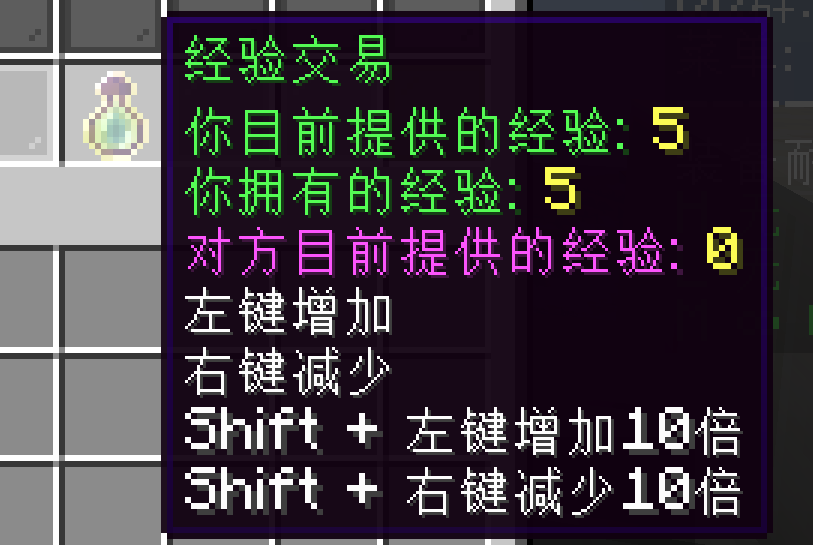 经验交易
你目前提供的经验: 5
你拥有的经验: 5
对方目前提供的经验: 0
左键增加
右键减少
Shift + 左键增加10倍
Shift + 右键减少10倍
耐